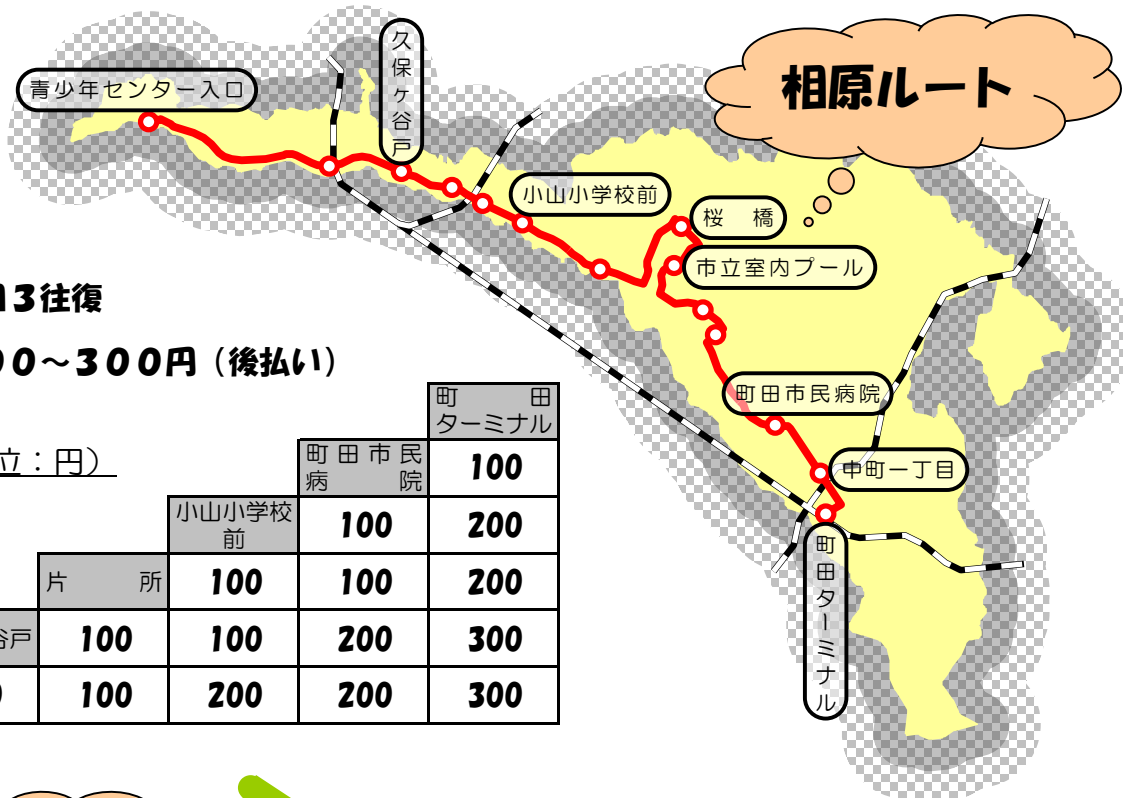 相原ルート
青少年センター入口
久保ヶ谷戸
小山小学校前
桜　橋
市立室内プール
町田市民病院
中町一丁目
町田ターミナル
3往復
００～３００円（後払い）
位：円）
町　田
ターミナル
町田市民
病　院
100
小山小学校
前
100
200
片　所
100
100
200
谷戸
100
100
200
300
100
200
200
300